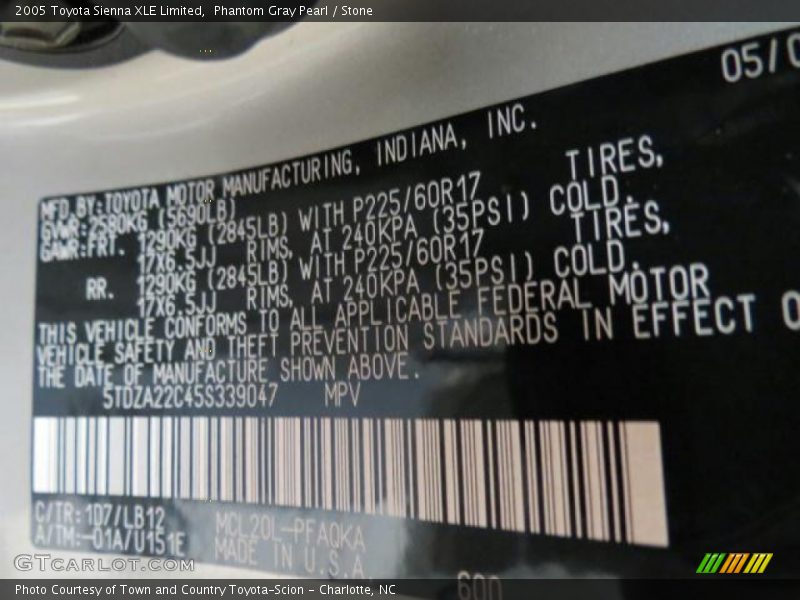 2005 Toyota Sienna XLE Limited,  Phantom Gray Pearl / Stone
05/0
MFD.BY:TOYOTA MOTOR MANUFACTURING, INDIANA, INC.
GVWR:2580KG (5690LB)
GAWR:FRT. 1290KG (2845LB) WITH P225/60R17 TIRES,
17X6.5JJ RIMS, AT 240KPA (35PSI) COLD.
RR. 1290KG (2845LB) WITH P225/60R17 TIRES,
17X6.5JJ RIMS, AT 240KPA (35PSI) COLD.
THIS VEHICLE CONFORMS TO ALL APPLICABLE FEDERAL MOTOR
VEHICLE SAFETY AND THEFT PREVENTION STANDARDS IN EFFECT O
THE DATE OF MANUFACTURE SHOWN ABOVE.
5TDZA22C45S339047 MPV
C/TR:1D7/LB12 MCL20L-PFAQKA
A/TM:-01A/U151E MADE IN U.S.A.
600
GTCARLOT.COM
Photo Courtesy of Town and Country Toyota-Scion - Charlotte, NC